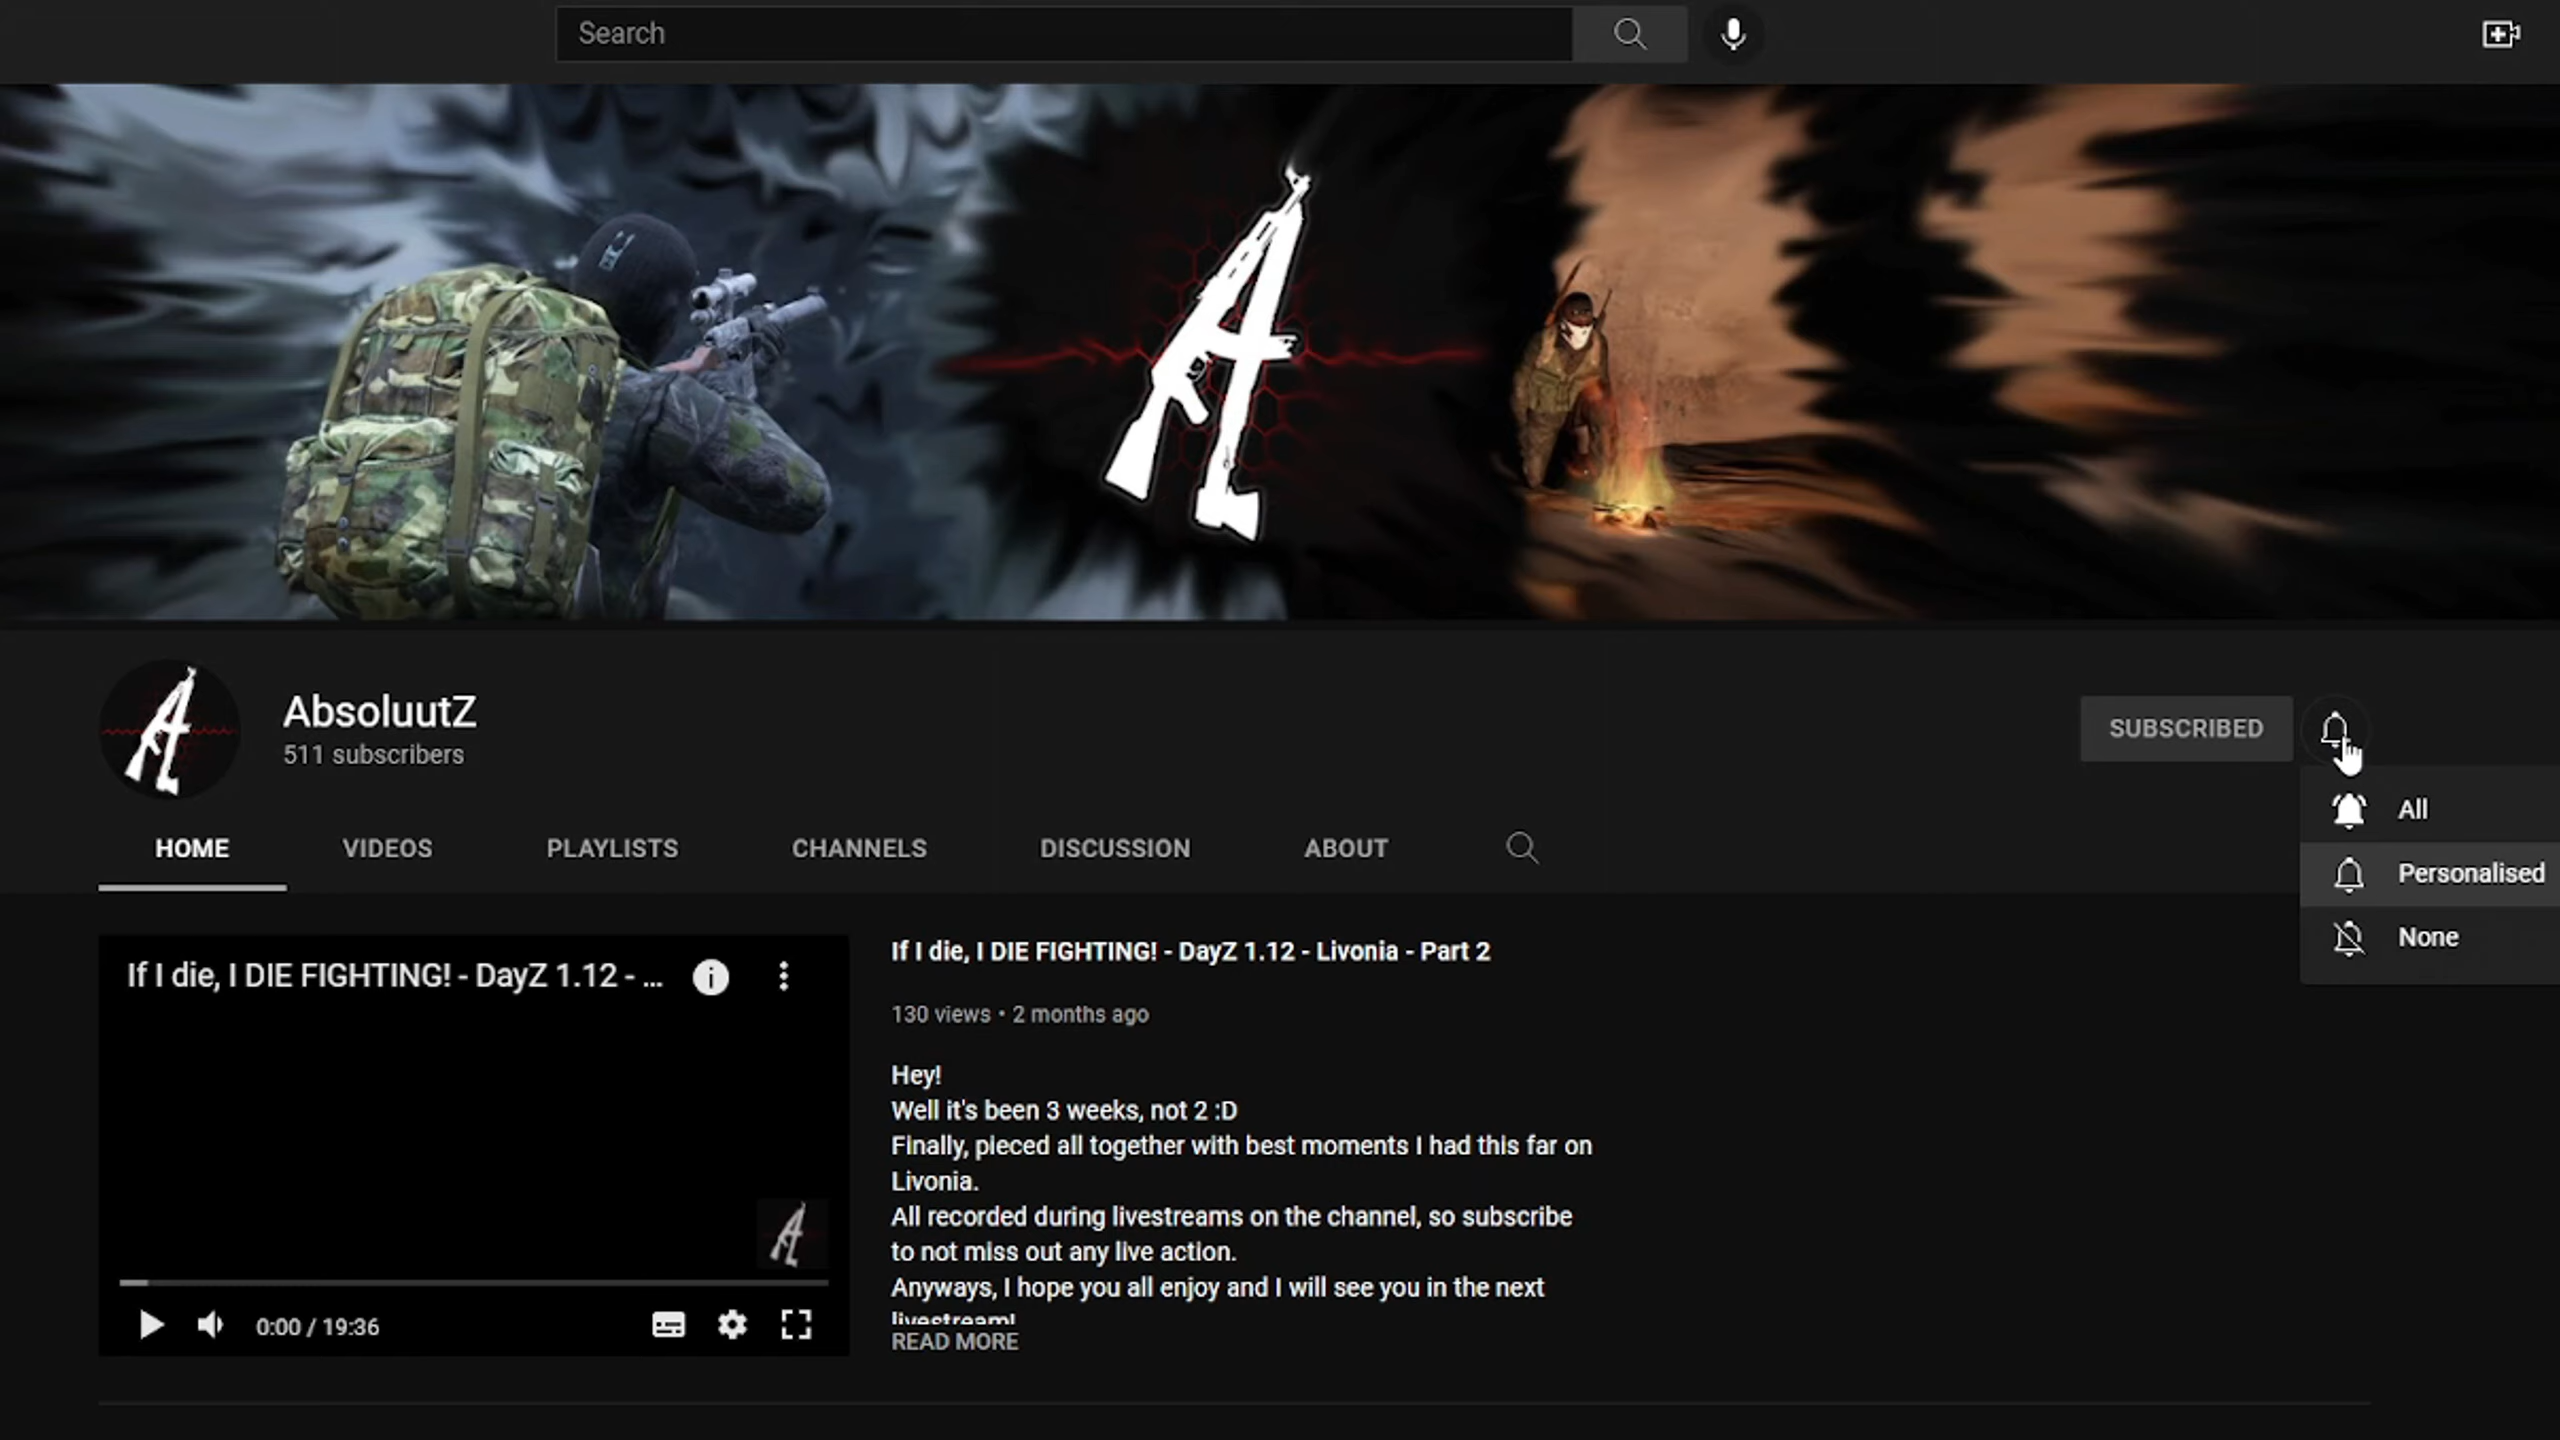 Search
AbsoluutZ
511 subscribers
SUBSCRIBED
All
Personalised
None
HOME
VIDEOS
PLAYLISTS
CHANNELS
DISCUSSION
ABOUT
If I die, I DIE FIGHTING! - DayZ 1.12 - ...
0:00 / 19:36
If I die, I DIE FIGHTING! - DayZ 1.12 - Livonia - Part 2
130 views • 2 months ago
Hey!
Well it's been 3 weeks, not 2 :D
Finally, pieced all together with best moments I had this far on
Livonia.
All recorded during livestreams on the channel, so subscribe
to not miss out any live action.
Anyways, I hope you all enjoy and I will see you in the next
livestream!
READ MORE